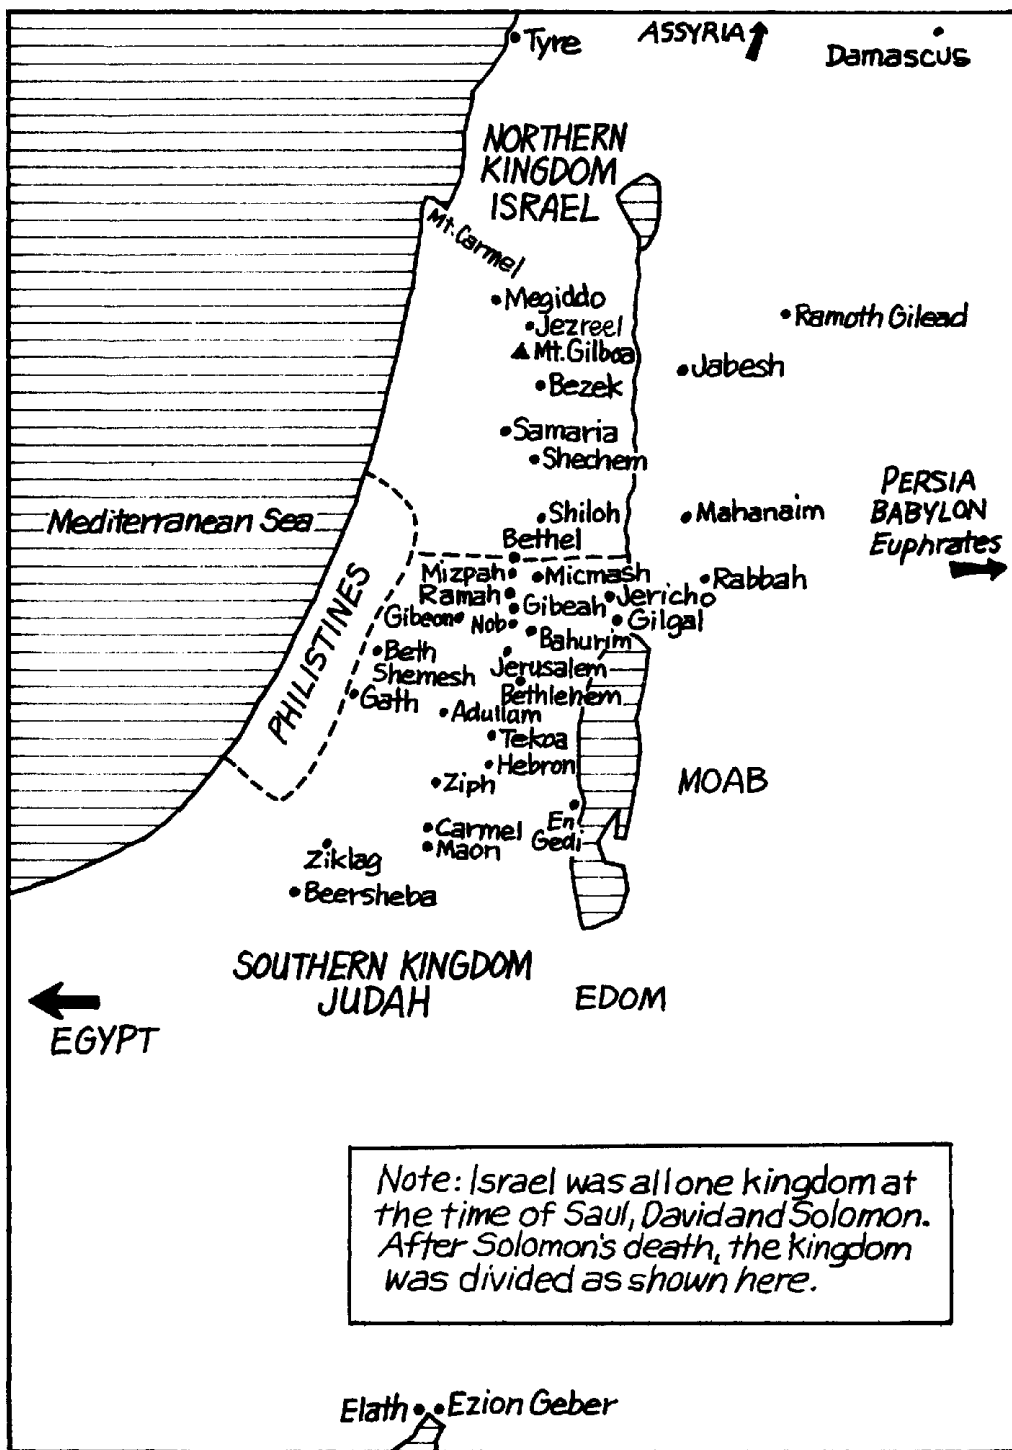 Tyre
ASSYRIA
Damascus
NORTHERN
KINGDOM
ISRAEL
Mt. Carmel
Megiddo
Jezreel
Mt. Gilboa
Bezek
Ramoth Gilead
Jabesh
Samaria
Shechem
Mediterranean Sea
Shiloh
Mahanaim
PERSIA
BABYLON
Euphrates
Bethel
Mizpah
Micmash
Rabbah
Ramah
Jericho
Gibeah
Gibeon
Nob
Gilgal
Bahurim
PHILISTINES
Beth
Shemesh
Jerusalem
Gath
Bethlehem
Adullam
Tekoa
Hebron
Ziph
MOAB
En
Gedi
Carmel
Maon
Ziklag
Beersheba
SOUTHERN KINGDOM
JUDAH
EDOM
EGYPT
Note: Israel was all one kingdom at
the time of Saul, David and Solomon.
After Solomon's death, the kingdom
was divided as shown here.
Elath
Ezion Geber